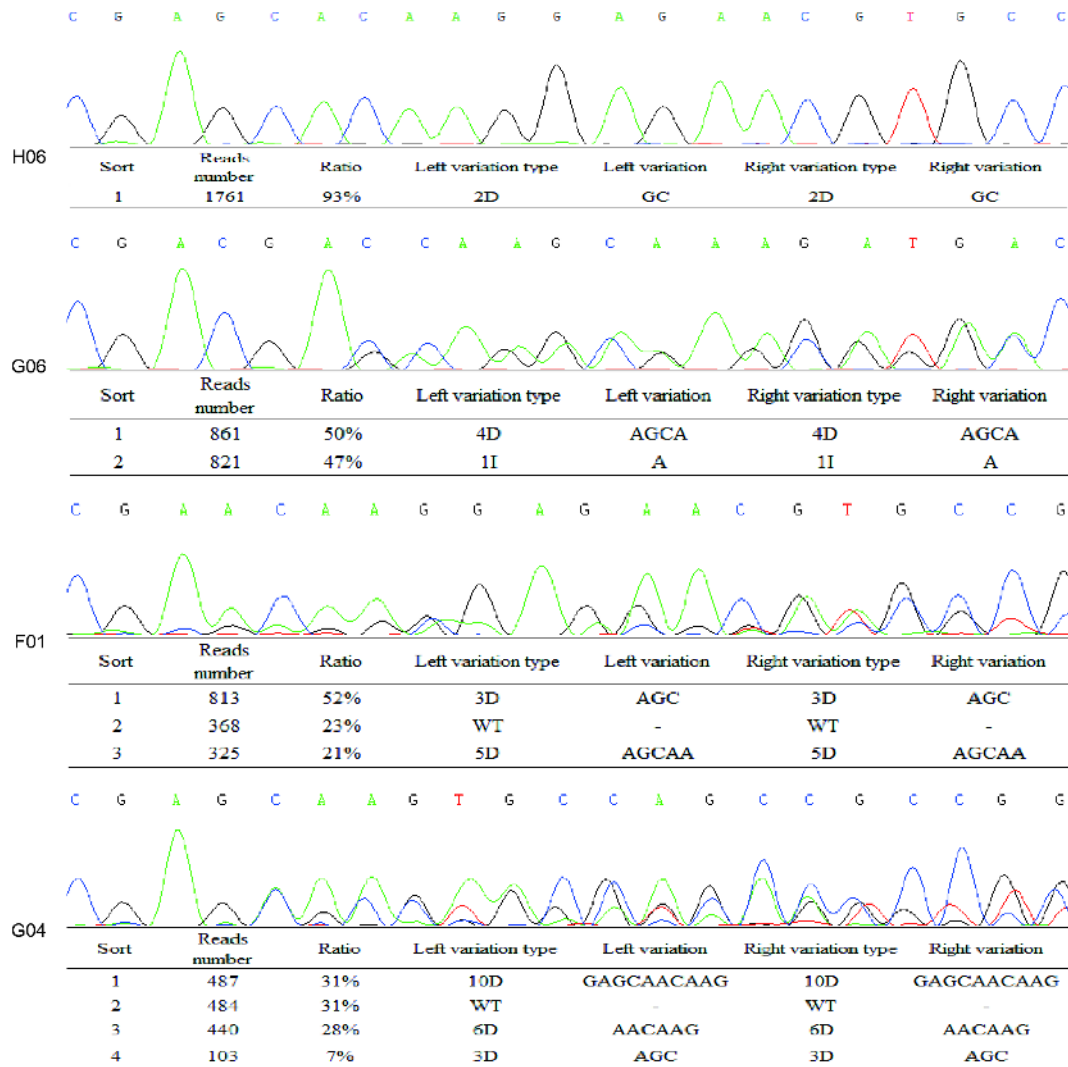 C G A G C A C A A G G A G A A C G T G C C
H06
Sort Reads number Ratio Left variation type Left variation Right variation type Right variation
1 1761 93% 2D GC 2D GC
C G A C G A C C A A G C A A A G A T G A C
G06
Sort Reads number Ratio Left variation type Left variation Right variation type Right variation
1 861 50% 4D AGCA 4D AGCA
2 821 47% 1I A 1I A
C G A A C A A G G A G A A C G T G C C G
F01
Sort Reads number Ratio Left variation type Left variation Right variation type Right variation
1 813 52% 3D AGC 3D AGC
2 368 23% WT - WT -
3 325 21% 5D AGCAA 5D AGCAA
C G A G C A A G T G C C A G C C G C C G G
G04
Sort Reads number Ratio Left variation type Left variation Right variation type Right variation
1 487 31% 10D GAGCAACAAG 10D GAGCAACAAG
2 484 31% WT - WT -
3 440 28% 6D AACAAG 6D AACAAG
4 103 7% 3D AGC 3D AGC